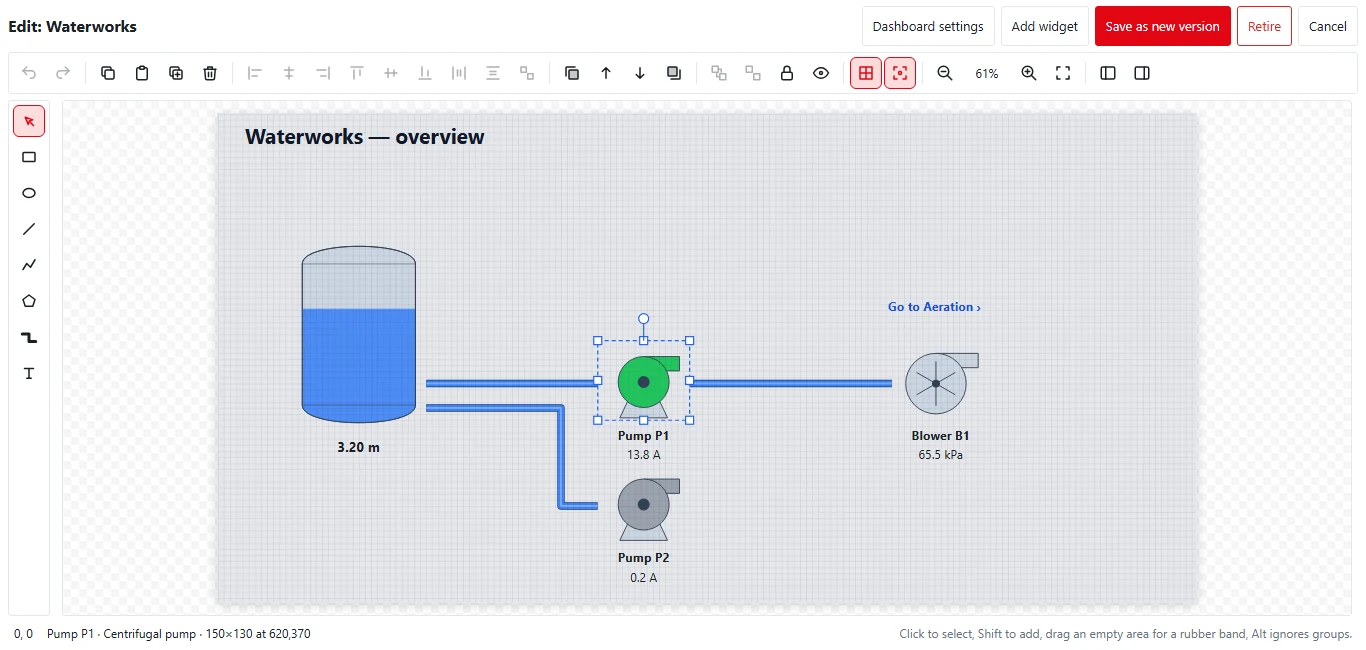 Edit: Waterworks
Dashboard settings
Add widget
Save as new version
Retire
Cancel
61%
Waterworks — overview
Go to Aeration ›
Pump P1
13.8 A
Blower B1
65.5 kPa
3.20 m
Pump P2
0.2 A
0, 0
Pump P1 · Centrifugal pump · 150×130 at 620,370
Click to select, Shift to add, drag an empty area for a rubber band, Alt ignores groups.